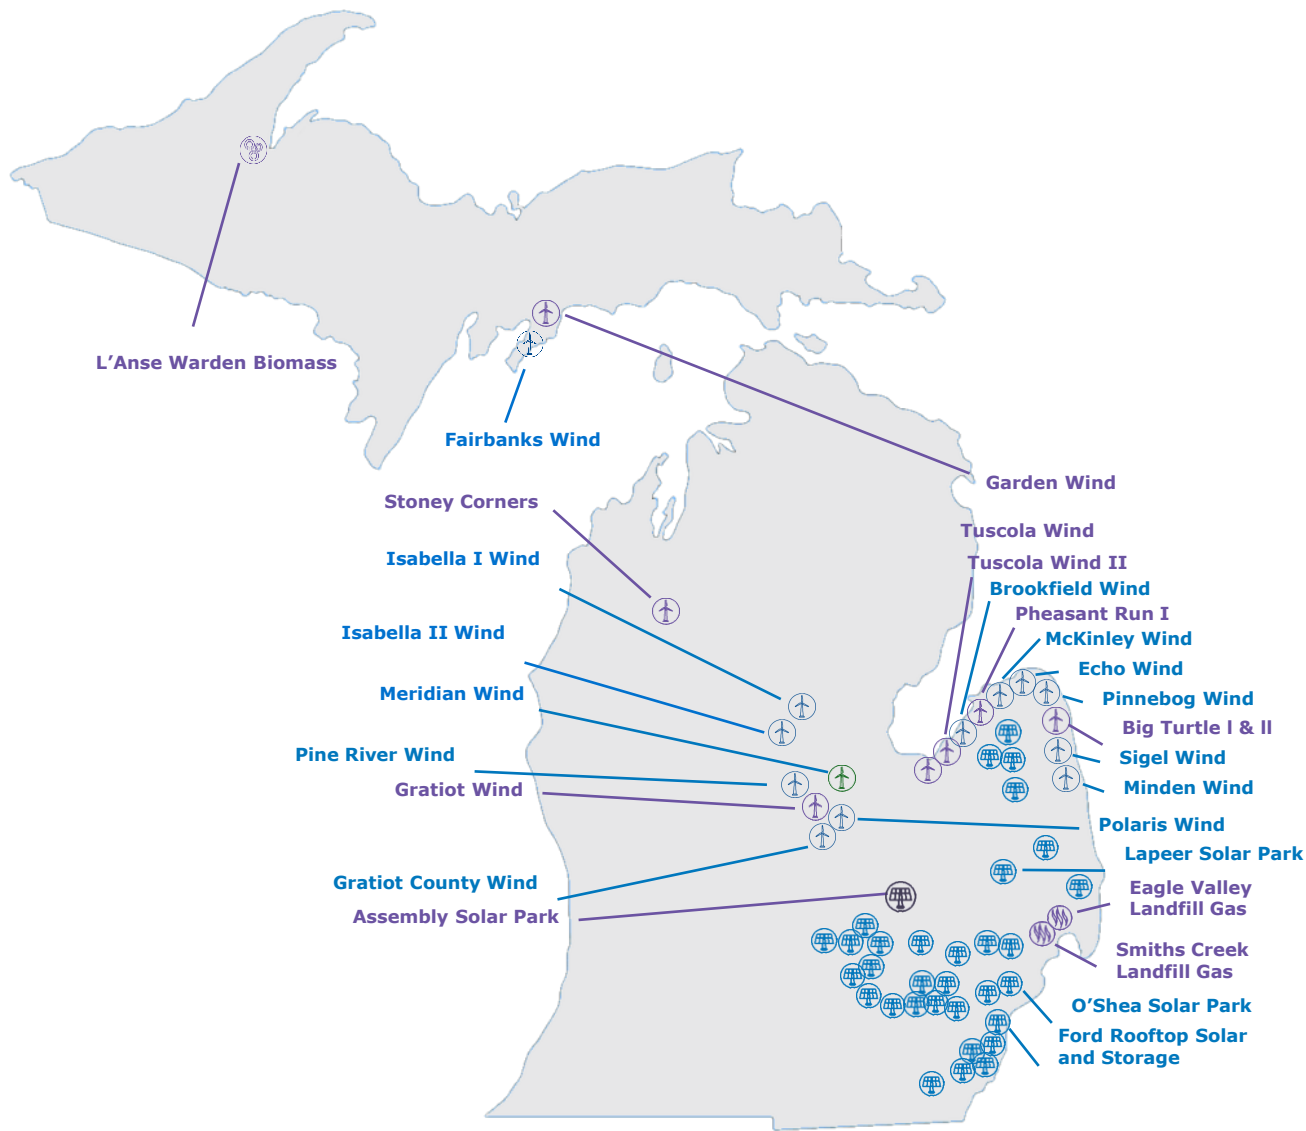 L'Anse Warden Biomass
Fairbanks Wind
Garden Wind
Stoney Corners
Tuscola Wind
Isabella I Wind
Tuscola Wind II
Brookfield Wind
Pheasant Run I
Isabella II Wind
McKinley Wind
Echo Wind
Meridian Wind
Pinnebog Wind
Big Turtle l & ll
Pine River Wind
Sigel Wind
Gratiot Wind
Minden Wind
Polaris Wind
Lapeer Solar Park
Gratiot County Wind
Eagle Valley
Landfill Gas
Assembly Solar Park
Smiths Creek
Landfill Gas
O'Shea Solar Park
Ford Rooftop Solar
and Storage